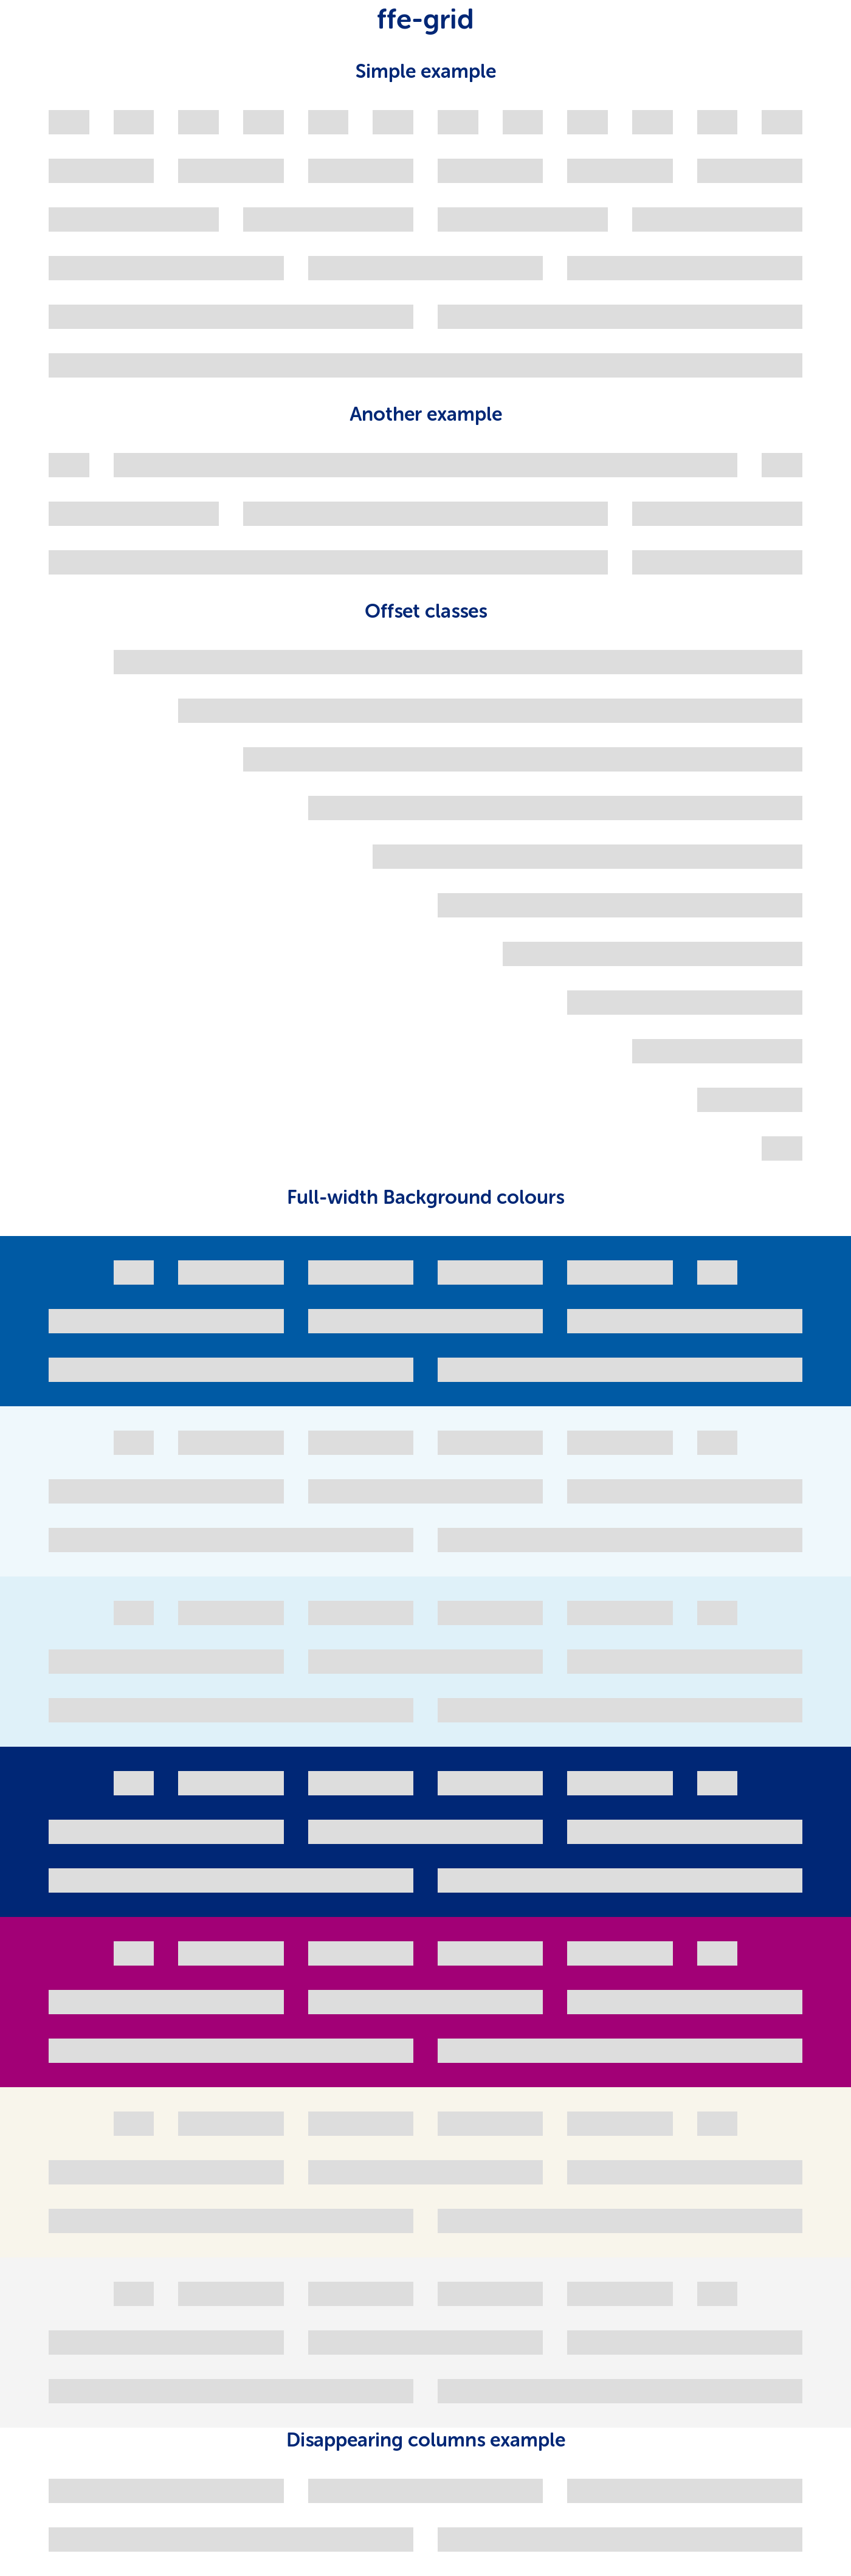 ffe-grid
Simple example
Another example
Offset classes
Full-width Background colours
Disappearing columns example